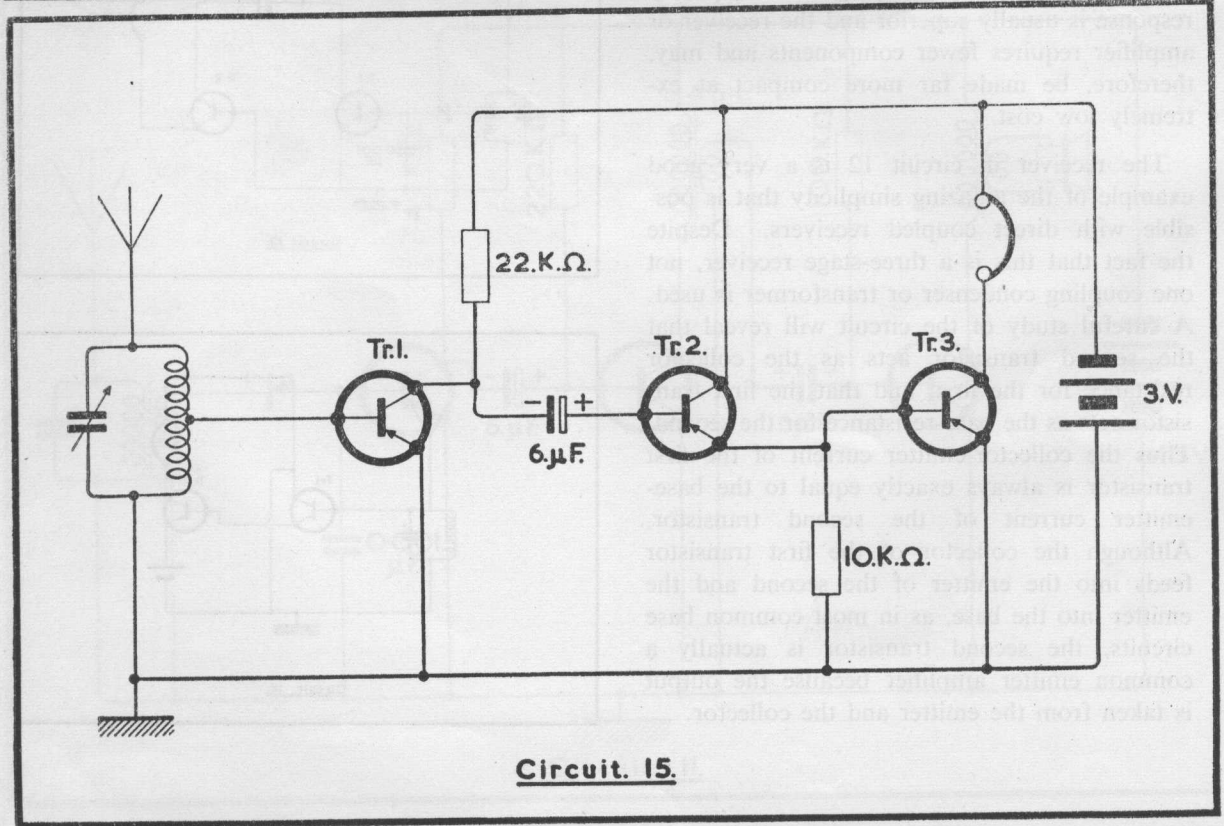 22.K.Ω.
Tr.1.
Tr.2
Tr.3.
+
6.µF.
3.V.
10.K.Ω.
Circuit. 15.
response is usually superior and the receiver or
amplifier requires fewer components and may,
therefore, be made far more compact at ex-
tremely low cost.
The receiver in circuit 12 is a very good
example of the amazing simplicity that is pos-
sible with direct coupled receivers. Despite
the fact that this is a three-stage receiver, not
one coupling condenser or transformer is used.
A careful study of the circuit will reveal that
the second transistor acts as the collector
for the first and that the first tran-
sistor acts as the base resistance for the second.
Thus the collector-emitter current of the first
transistor is always exactly equal to the base-
emitter current of the second transistor.
Although the collector of the first transistor
feeds into the emitter of the second and the
emitter into the base, as in most common base
circuits, the second transistor is actually a
common emitter amplifier because the output
is taken from the emitter and the collector.